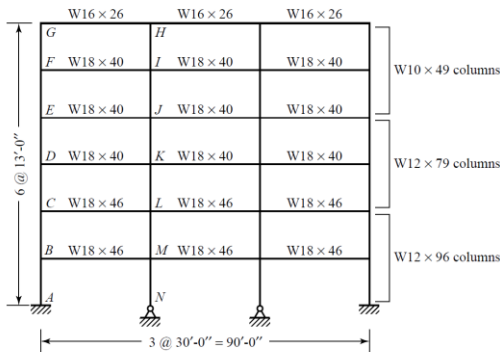 W16 × 26 W16 × 26 W16 × 26
G H
F W18 × 40 I W18 × 40 W18 × 40
W10 × 49 columns
E W18 × 40 J W18 × 40 W18 × 40
6 @ 13′-0″
D W18 × 40 K W18 × 40 W18 × 40
W12 × 79 columns
C W18 × 46 L W18 × 46 W18 × 46
B W18 × 46 M W18 × 46 W18 × 46
W12 × 96 columns
A N
3 @ 30′-0″ = 90′-0″